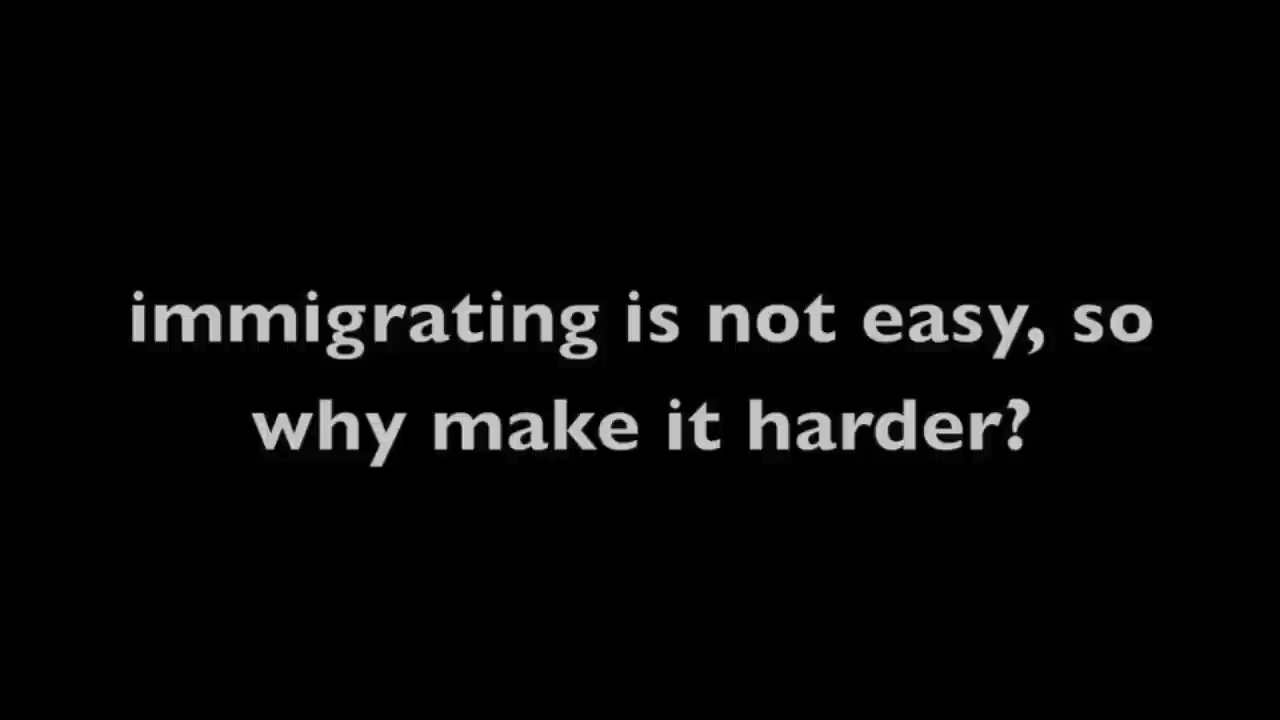 immigrating is not easy, so
why make it harder?